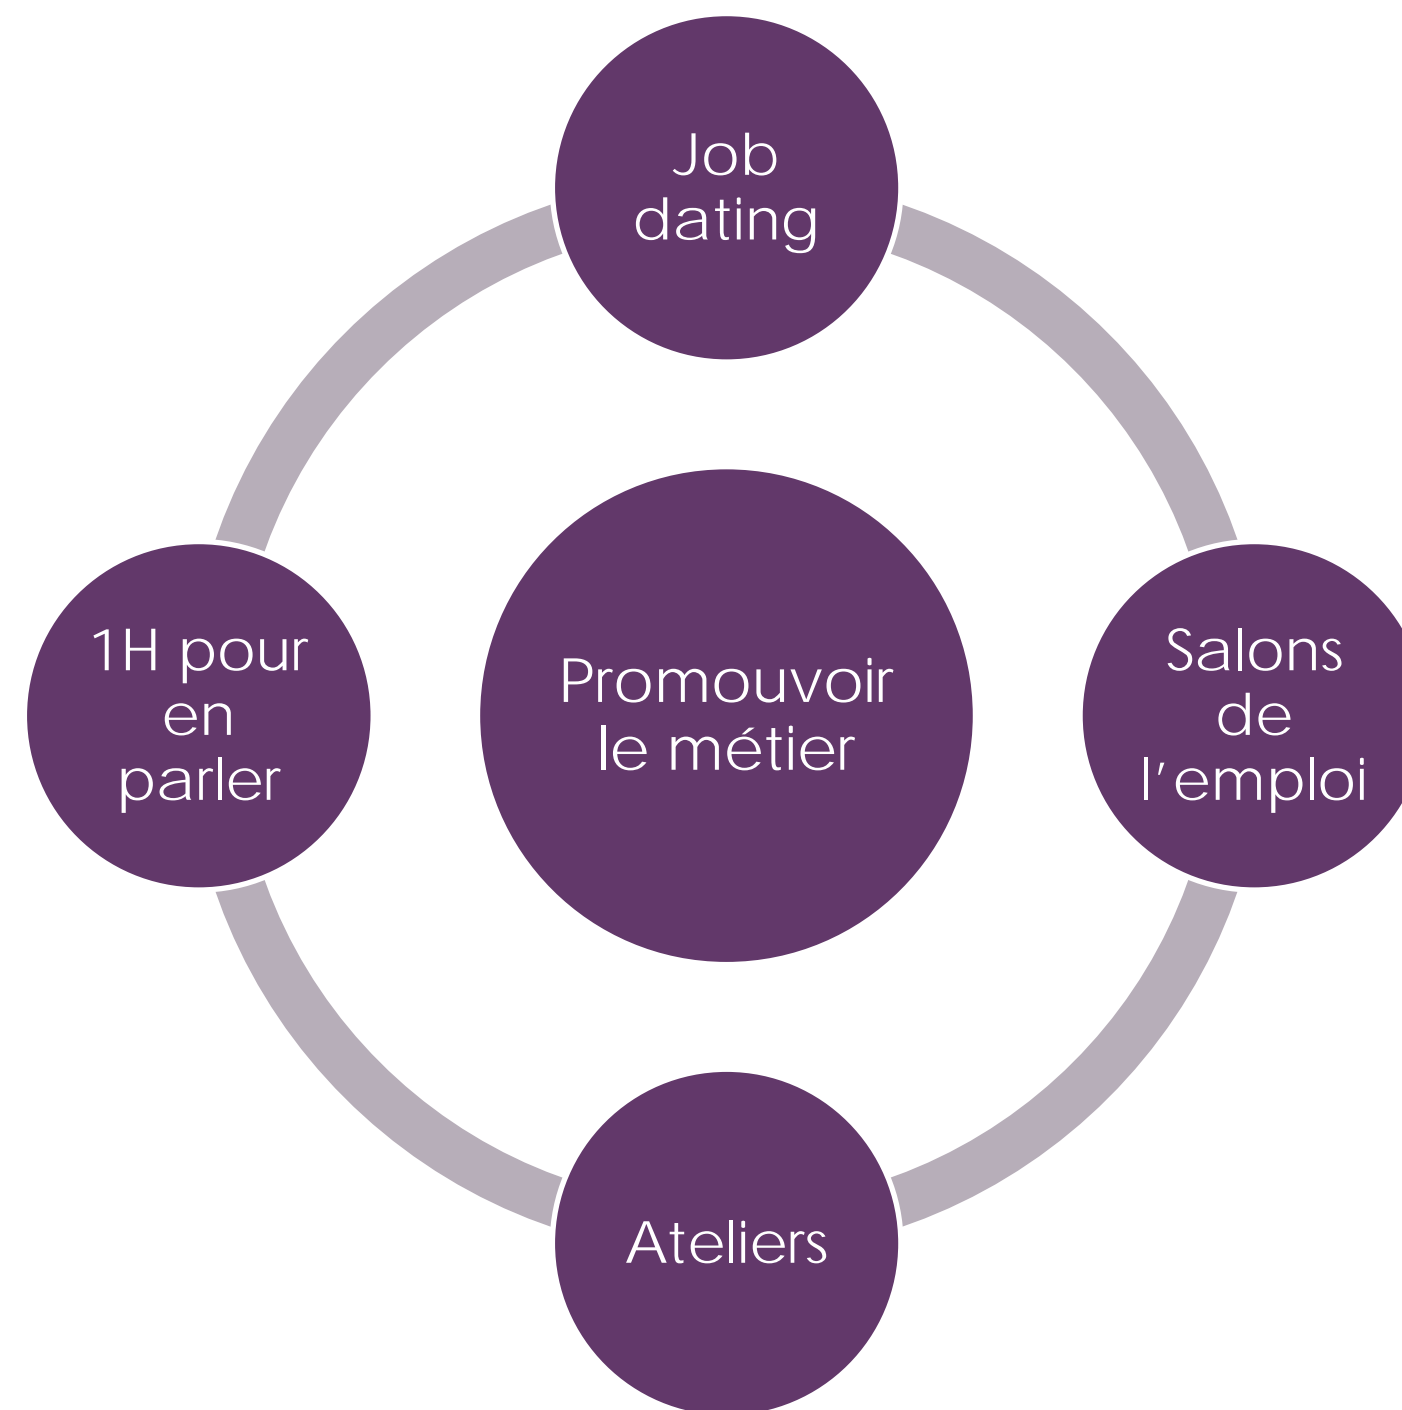 Job
dating
1H pour
en
parler
Promouvoir
le métier
Salons
de
l’emploi
Ateliers